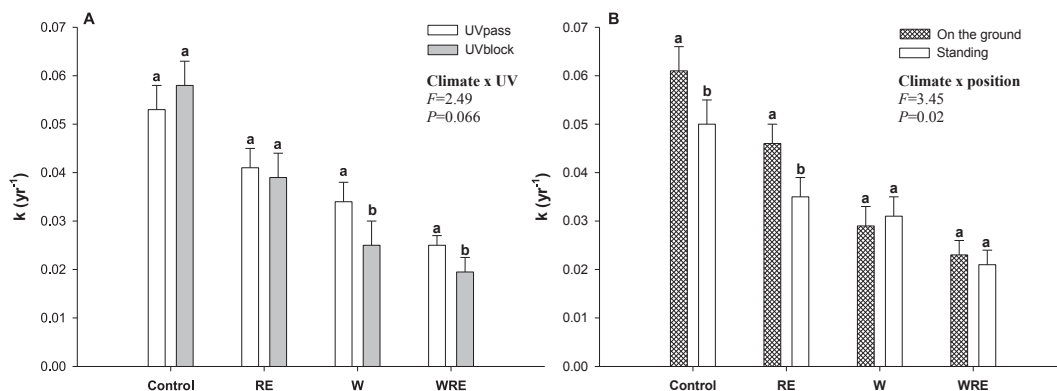 A
UVpass
UVblock
Climate x UV
F=2.49
P=0.066
k (yr⁻¹)
0.07
0.06
0.05
0.04
0.03
0.02
0.01
0.00
a
a
a
a
a
b
a
b
Control
RE
W
WRE
B
On the ground
Standing
Climate x position
F=3.45
P=0.02
k (yr⁻¹)
0.07
0.06
0.05
0.04
0.03
0.02
0.01
0.00
a
b
a
b
a
a
a
a
Control
RE
W
WRE